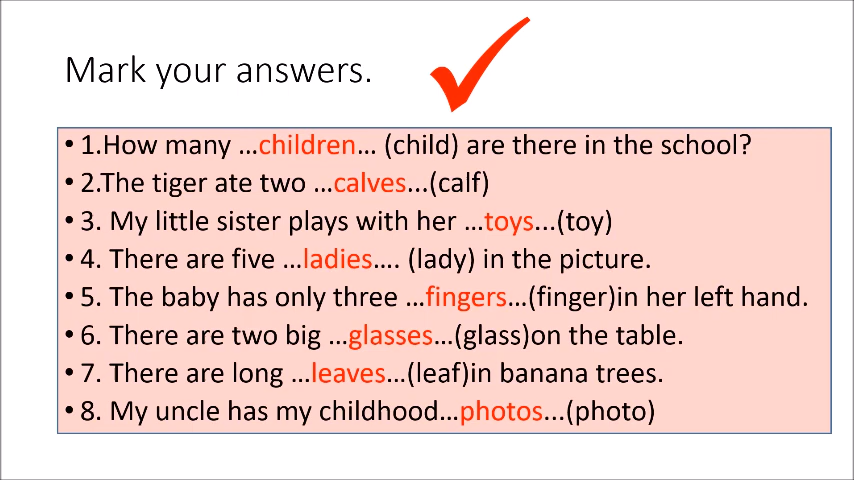 Mark your answers.
• 1.How many ...children... (child) are there in the school?
• 2.The tiger ate two ...calves...(calf)
• 3. My little sister plays with her ...toys...(toy)
• 4. There are five ...ladies.... (lady) in the picture.
• 5. The baby has only three ...fingers...(finger)in her left hand.
• 6. There are two big ...glasses...(glass)on the table.
• 7. There are long ...leaves...(leaf)in banana trees.
• 8. My uncle has my childhood...photos...(photo)